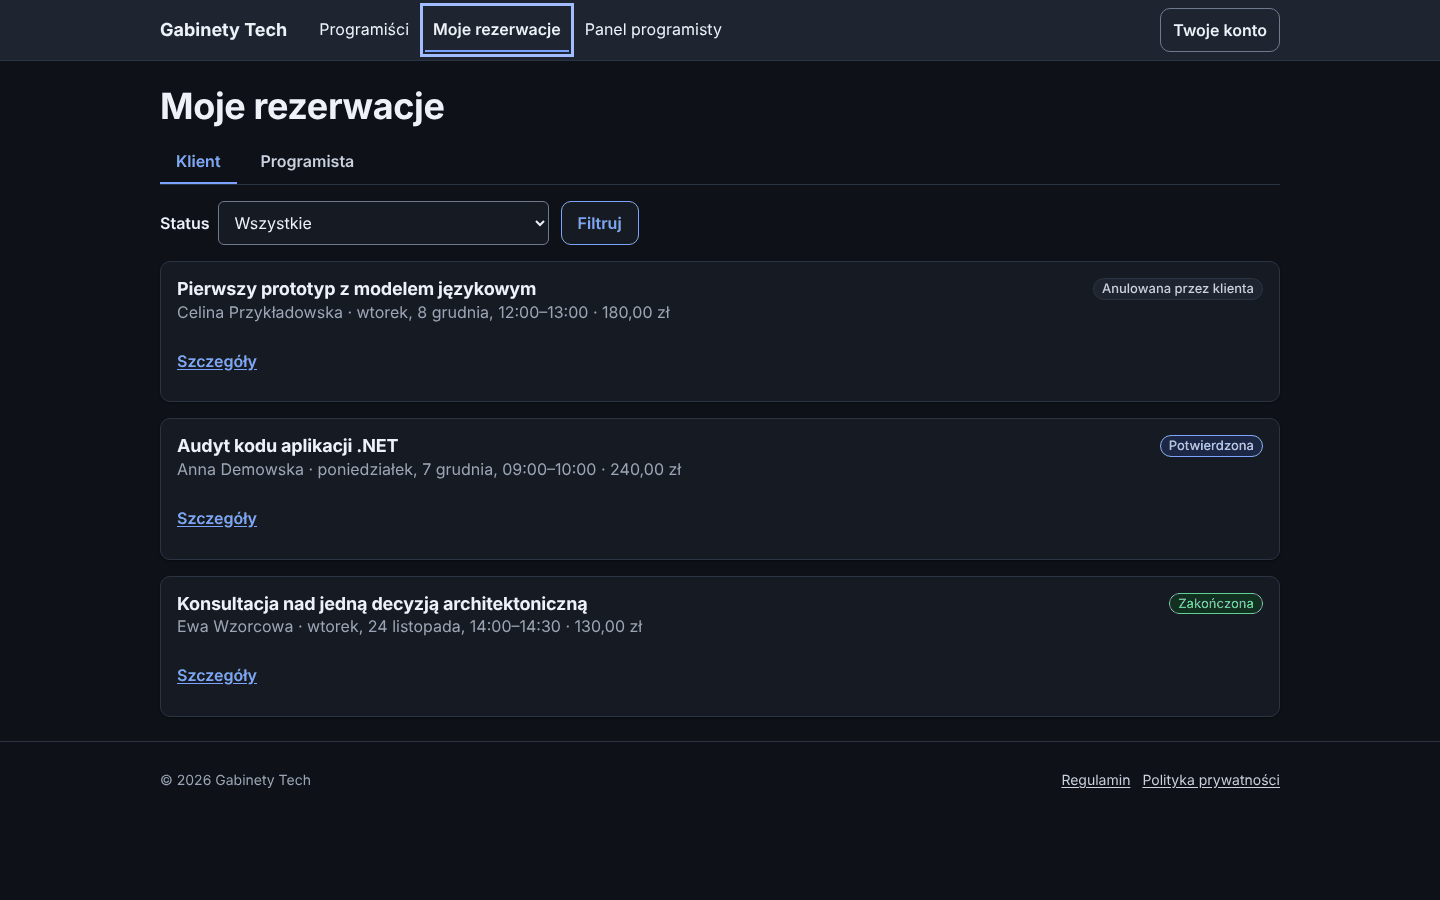 Gabinety Tech Programiści Moje rezerwacje Panel programisty Twoje konto
Moje rezerwacje
Klient Programista
Status Wszystkie Filtruj
Pierwszy prototyp z modelem językowym Anulowana przez klienta
Celina Przykładowska · wtorek, 8 grudnia, 12:00–13:00 · 180,00 zł
Szczegóły
Audyt kodu aplikacji .NET Potwierdzona
Anna Demowska · poniedziałek, 7 grudnia, 09:00–10:00 · 240,00 zł
Szczegóły
Konsultacja nad jedną decyzją architektoniczną Zakończona
Ewa Wzorcowa · wtorek, 24 listopada, 14:00–14:30 · 130,00 zł
Szczegóły
© 2026 Gabinety Tech Regulamin Polityka prywatności